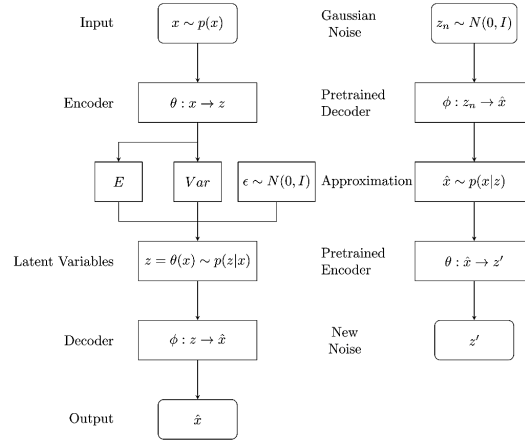 Input
x ∼ p(x)
Encoder
θ : x → z
E
Var
ϵ ∼ N(0, I)
Latent Variables
z = θ(x) ∼ p(z|x)
Decoder
ϕ : z → x̂
Output
x̂
Gaussian
Noise
z_n ∼ N(0, I)
Pretrained
Decoder
ϕ : z_n → x̂
Approximation
x̂ ∼ p(x|z)
Pretrained
Encoder
θ : x̂ → z′
New
Noise
z′